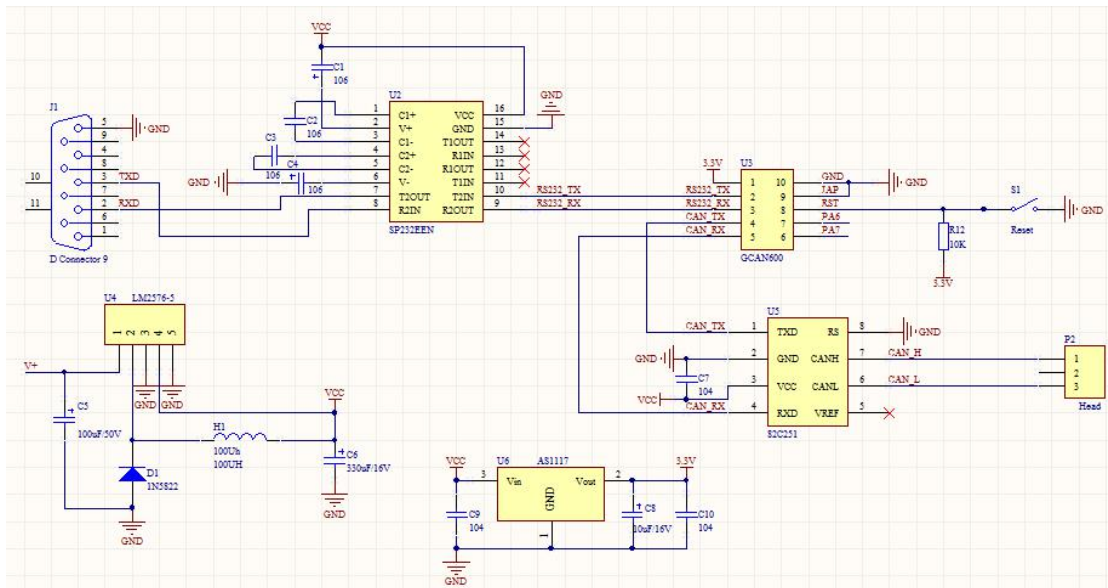 VCC
C1
106
U2
1 C1+ VCC 16
2 V+ GND 15
3 C1- T1OUT 14
4 C2+ R1IN 13
5 C2- R1OUT 12
6 V- T1IN 11
7 T2OUT T2IN 10
8 R2IN R2OUT 9
SP232EEN
GND
C2
106
C3
106
C4
106
GND
J1
5
9
4
8
3
7
2
6
1
10
11
GND
TXD
RXD
D Connector 9
RS232_TX
RS232_RX
3.3V
U3
RS232_TX
RS232_RX
CAN_TX
CAN_RX
1 10
2 9
3 8
4 7
5 6
GCAN600
GND
JAP
RST
PA6
PA7
GND
S1
Reset
GND
R12
10K
3.3V
U4 LM2576-5
1 2 3 4 5
V+
GND GND
C5
100uF/50V
H1
100Uh
100UH
VCC
C6
330uF/16V
GND
D1
1N5822
GND
U5
CAN_TX 1 TXD RS 8 GND
GND 2 GND CANH 7 CAN_H
VCC 3 VCC CANL 6 CAN_L
CAN_RX 4 RXD VREF 5
82C251
C7
104
P2
1
2
3
Head
VCC
U6 AS1117
3 Vin Vout 2
GND
1
3.3V
C9
104
C8
10uF/16V
C10
104
GND